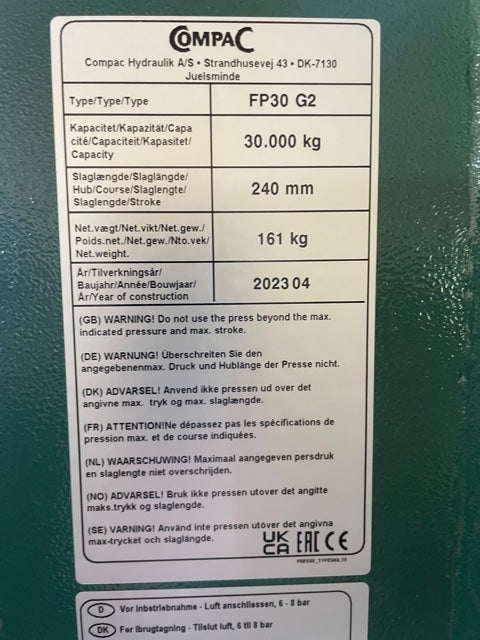 COMPAC
Compac Hydraulik A/S • Strandhusevej 43 • DK-7130
Juelsminde
Type/Type/Type FP30 G2
Kapacitet/Kapazität/Capa
cité/Capaciteit/Kapasitet/
Capacity
30.000 kg
Slaglængde/Slaglängde/
Hub/Course/Slaglengte/
Slaglengde/Stroke
240 mm
Net.vægt/Net.vikt/Net.gew./
Poids.net./Net.gew./Nto.vek/
Net.weight.
161 kg
År/Tilverkningsår/
Baujahr/Année/Bouwjaar/
År/Year of construction
202304
(GB) WARNING! Do not use the press beyond the max.
indicated pressure and max. stroke.
(DE) WARNUNG! Überschreiten Sie den
angegebenenmax. Druck und Hublänge der Presse nicht.
(DK) ADVARSEL! Anvend ikke pressen ud over det
angivne max. tryk og max. slaglængde.
(FR) ATTENTION!Ne dépassez pas les spécifications de
pression max. et de course indiquées.
(NL) WAARSCHUWING! Maximaal aangegeven persdruk
en slaglengte niet overschrijden.
(NO) ADVARSEL! Bruk ikke pressen utover det angitte
maks.trykk og slaglengde.
(SE) VARNING! Använd inte pressen utöver det angivna
max-trycket och slaglängde.
UK
CA EAC CE
PRESSE_TYPESKILT8
D Vor Inbetriebnahme - Luft anschliessen, 6 - 8 bar
DK Før Ibrugtagning - Tilslut luft, 6 til 8 bar